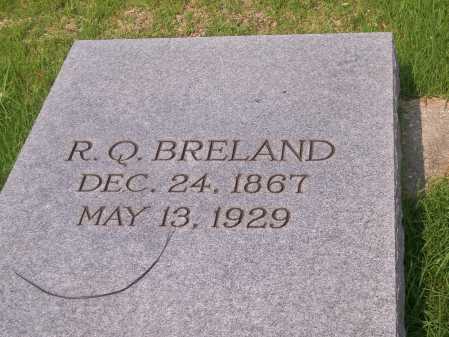 R. Q. BRELAND
DEC. 24, 1867
MAY 13, 1929